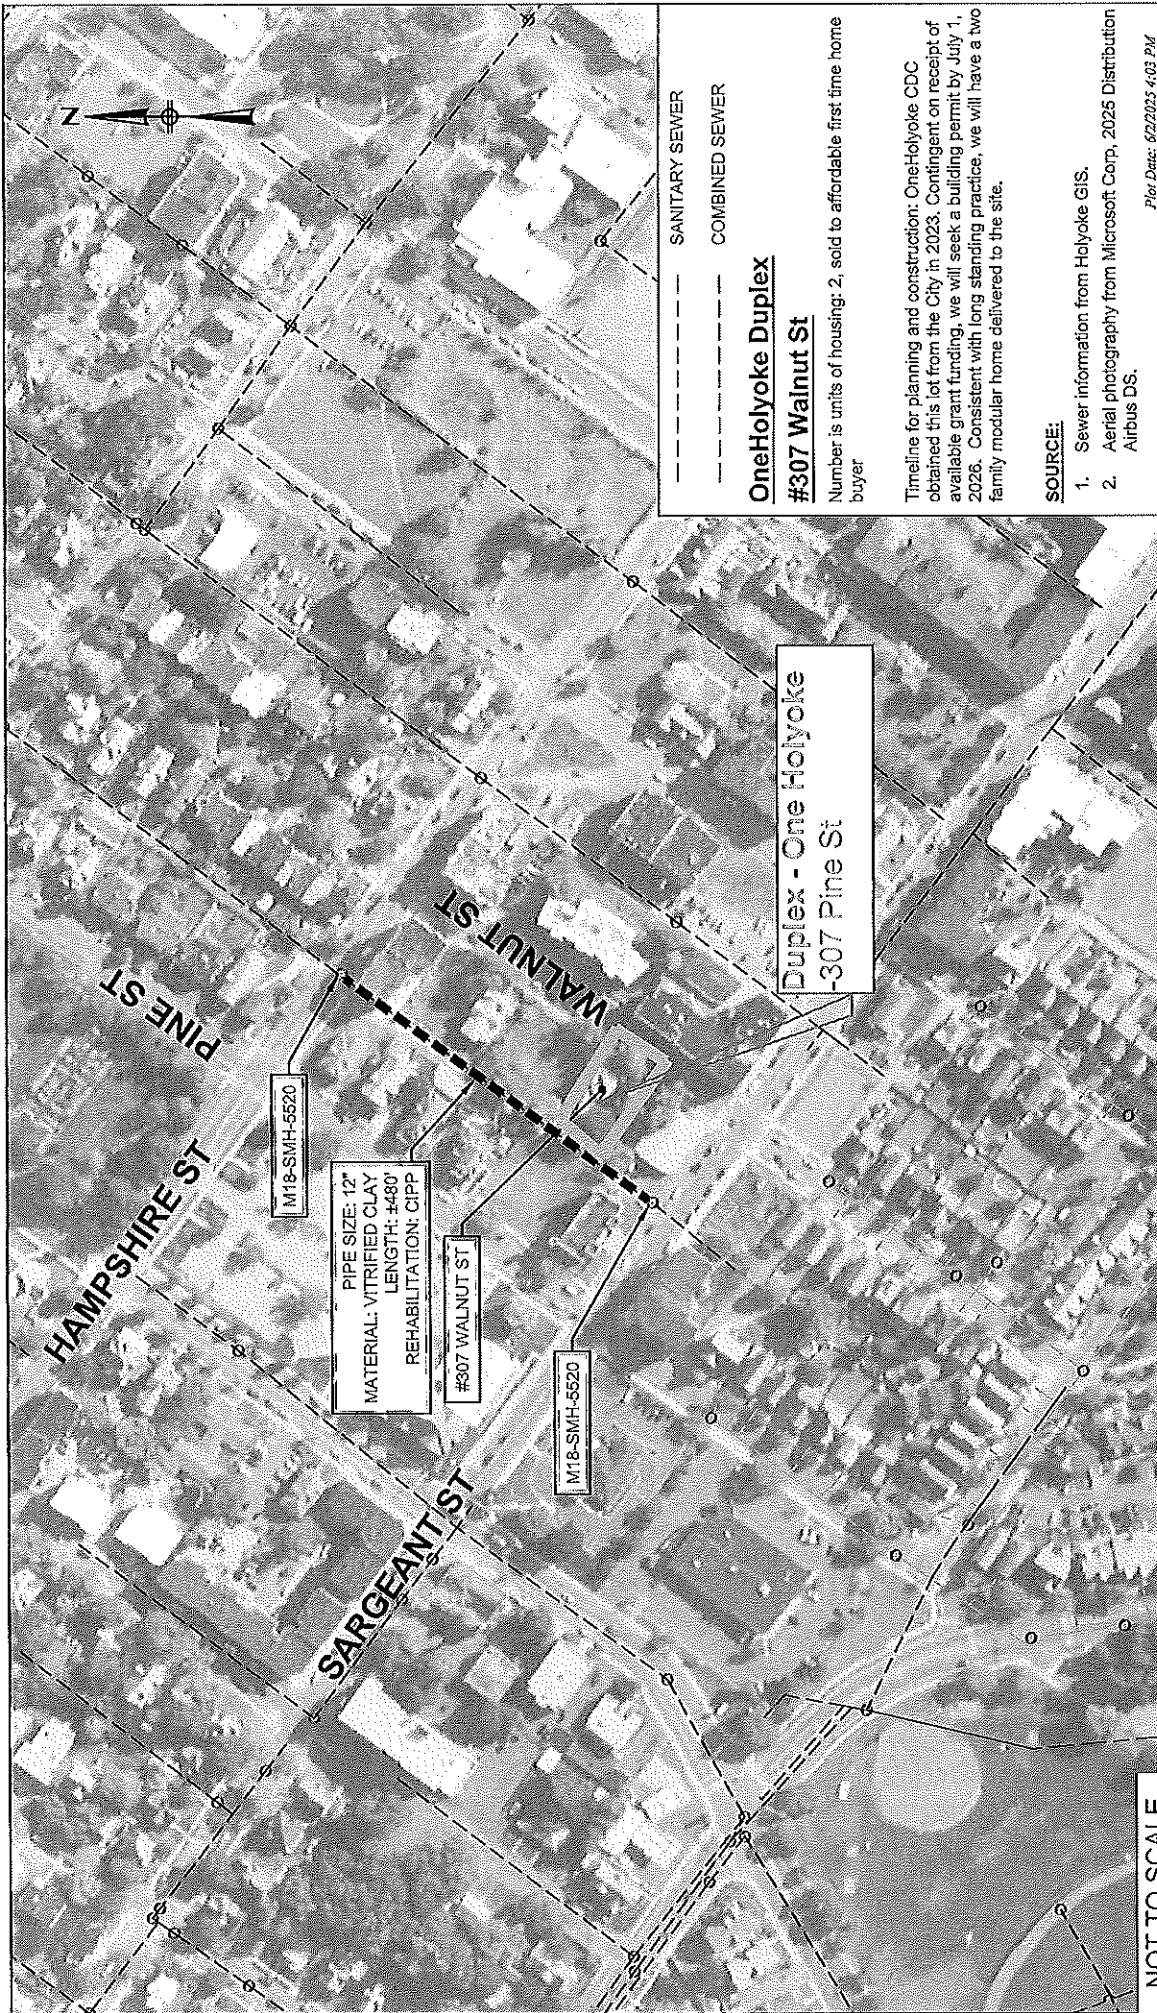 HAMPSHIRE ST
PINE ST
SARGEANT ST
WALNUT ST
M18-SMH-5520
PIPE SIZE: 12"
MATERIAL: VITRIFIED CLAY
LENGTH: ±480'
REHABILITATION: CIPP
#307 WALNUT ST
M18-SMH-5520
Duplex - One Holyoke
-307 Pine St
N
SANITARY SEWER
COMBINED SEWER
OneHolyoke Duplex
#307 Walnut St
Number is units of housing: 2, sold to affordable first time home
buyer
Timeline for planning and construction: OneHolyoke CDC
obtained this lot from the City in 2023. Contingent on receipt of
available grant funding, we will seek a building permit by July 1,
2026. Consistent with long standing practice, we will have a two
family modular home delivered to the site.
SOURCE:
1. Sewer information from Holyoke GIS.
2. Aerial photography from Microsoft Corp, 2025 Distribution
Airbus DS.
Plot Date: 6/2/2025 4:03 PM
NOT TO SCALE